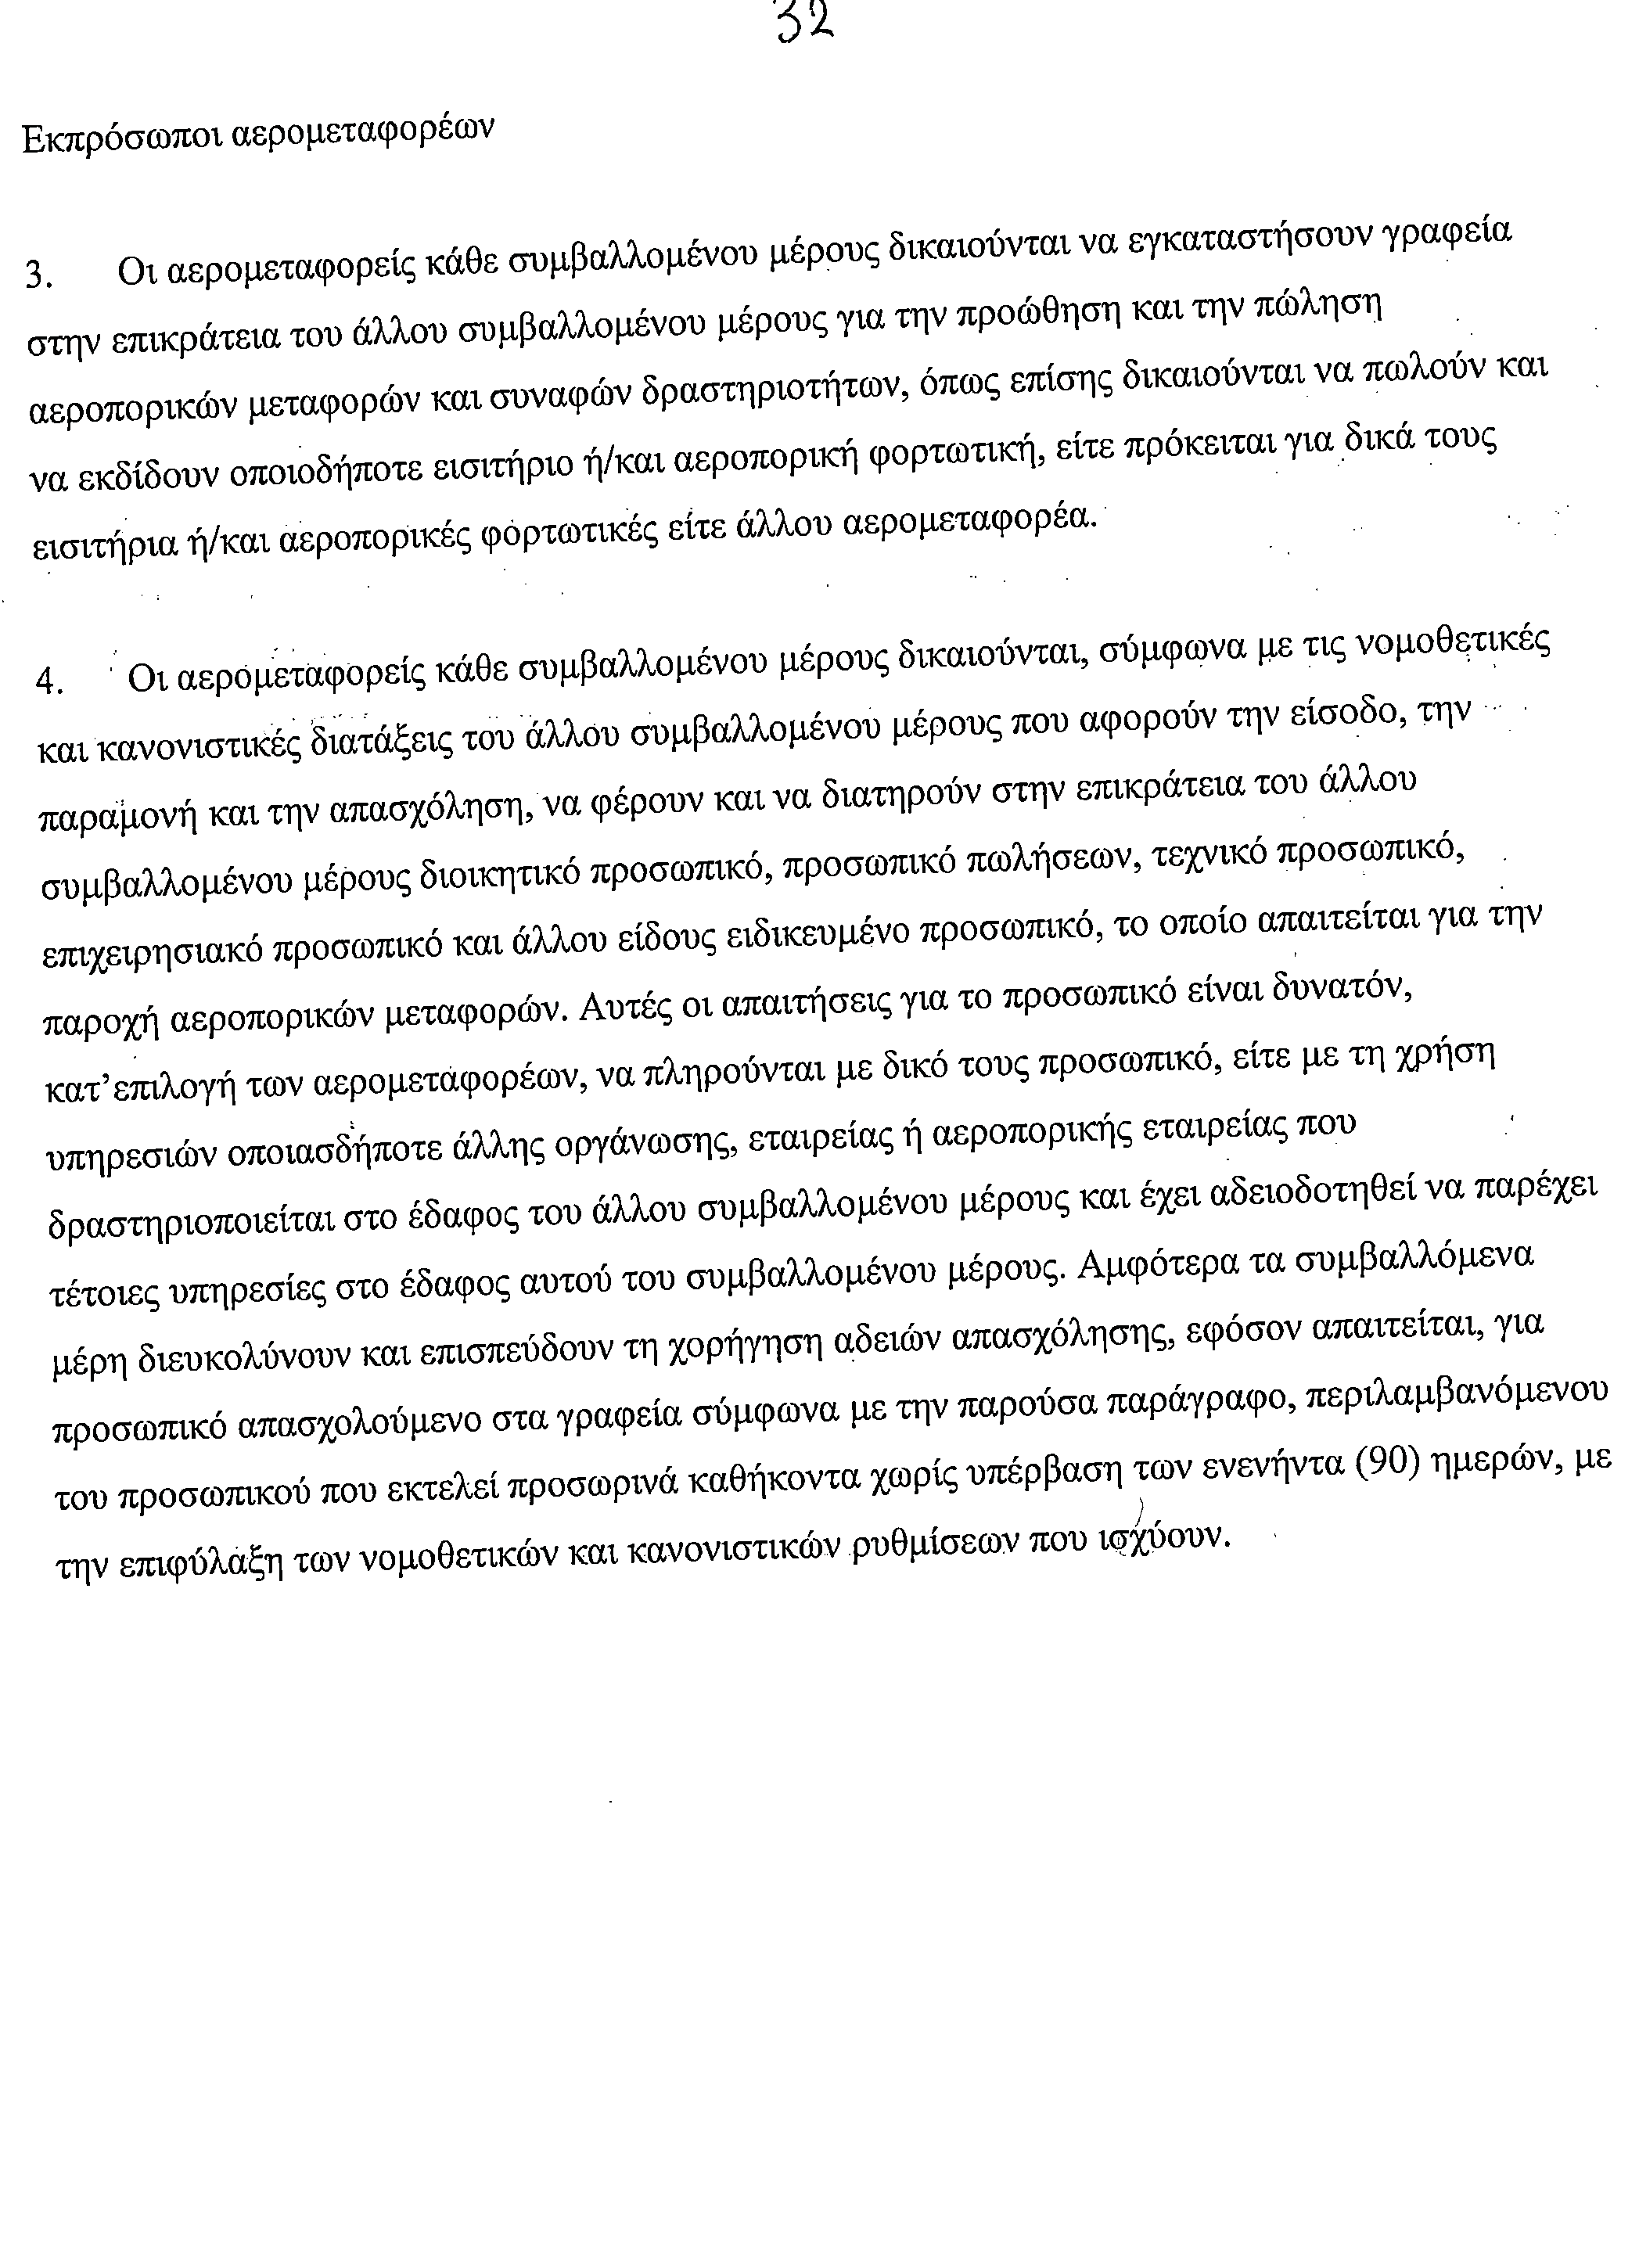 32
Εκπρόσωποι αερομεταφορέων
3. Οι αερομεταφορείς κάθε συμβαλλομένου μέρους δικαιούνται να εγκαταστήσουν γραφεία
στην επικράτεια του άλλου συμβαλλομένου μέρους για την προώθηση και την πώληση
αεροπορικών μεταφορών και συναφών δραστηριοτήτων, όπως επίσης δικαιούνται να πωλούν και
να εκδίδουν οποιοδήποτε εισιτήριο ή/και αεροπορική φορτωτική, είτε πρόκειται για δικά τους
εισιτήρια ή/και αεροπορικές φορτωτικές είτε άλλου αερομεταφορέα.
4. Οι αερομεταφορείς κάθε συμβαλλομένου μέρους δικαιούνται, σύμφωνα με τις νομοθετικές
και κανονιστικές διατάξεις του άλλου συμβαλλομένου μέρους που αφορούν την είσοδο, την
παραμονή και την απασχόληση, να φέρουν και να διατηρούν στην επικράτεια του άλλου
συμβαλλομένου μέρους διοικητικό προσωπικό, προσωπικό πωλήσεων, τεχνικό προσωπικό,
επιχειρησιακό προσωπικό και άλλου είδους ειδικευμένο προσωπικό, το οποίο απαιτείται για την
παροχή αεροπορικών μεταφορών. Αυτές οι απαιτήσεις για το προσωπικό είναι δυνατόν,
κατ’επιλογή των αερομεταφορέων, να πληρούνται με δικό τους προσωπικό, είτε με τη χρήση
υπηρεσιών οποιασδήποτε άλλης οργάνωσης, εταιρείας ή αεροπορικής εταιρείας που
δραστηριοποιείται στο έδαφος του άλλου συμβαλλομένου μέρους και έχει αδειοδοτηθεί να παρέχει
τέτοιες υπηρεσίες στο έδαφος αυτού του συμβαλλομένου μέρους. Αμφότερα τα συμβαλλόμενα
μέρη διευκολύνουν και επισπεύδουν τη χορήγηση αδειών απασχόλησης, εφόσον απαιτείται, για
προσωπικό απασχολούμενο στα γραφεία σύμφωνα με την παρούσα παράγραφο, περιλαμβανόμενου
του προσωπικού που εκτελεί προσωρινά καθήκοντα χωρίς υπέρβαση των ενενήντα (90) ημερών, με
την επιφύλαξη των νομοθετικών και κανονιστικών ρυθμίσεων που ισχύουν.